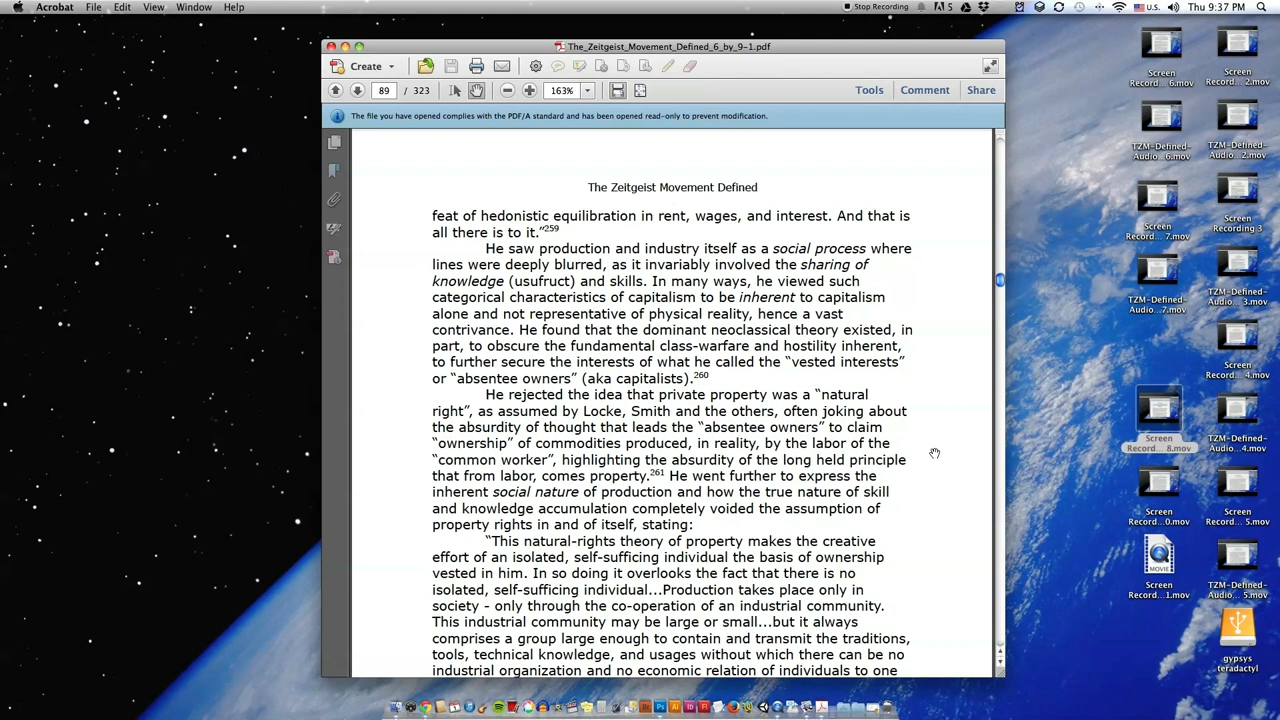 Acrobat File Edit View Window Help
Stop Recording 5 U.S. Thu 9:37 PM
The_Zeitgeist_Movement_Defined_6_by_9-1.pdf
Create
89 / 323 163% Tools Comment Share
The file you have opened complies with the PDF/A standard and has been opened read-only to prevent modification.
The Zeitgeist Movement Defined
feat of hedonistic equilibration in rent, wages, and interest. And that is
all there is to it.”259
He saw production and industry itself as a social process where
lines were deeply blurred, as it invariably involved the sharing of
knowledge (usufruct) and skills. In many ways, he viewed such
categorical characteristics of capitalism to be inherent to capitalism
alone and not representative of physical reality, hence a vast
contrivance. He found that the dominant neoclassical theory existed, in
part, to obscure the fundamental class-warfare and hostility inherent,
to further secure the interests of what he called the “vested interests”
or “absentee owners” (aka capitalists).260
He rejected the idea that private property was a “natural
right”, as assumed by Locke, Smith and the others, often joking about
the absurdity of thought that leads the “absentee owners” to claim
“ownership” of commodities produced, in reality, by the labor of the
“common worker”, highlighting the absurdity of the long held principle
that from labor, comes property.261 He went further to express the
inherent social nature of production and how the true nature of skill
and knowledge accumulation completely voided the assumption of
property rights in and of itself, stating:
“This natural-rights theory of property makes the creative
effort of an isolated, self-sufficing individual the basis of ownership
vested in him. In so doing it overlooks the fact that there is no
isolated, self-sufficing individual...Production takes place only in
society - only through the co-operation of an industrial community.
This industrial community may be large or small...but it always
comprises a group large enough to contain and transmit the traditions,
tools, technical knowledge, and usages without which there can be no
industrial organization and no economic relation of individuals to one
Screen
Record... 6.mov
Screen
Record... 2.mov
TZM-Defined-
Audio...6.mov
TZM-Defined-
Audio...2.mov
Screen
Record... 7.mov
Screen
Recording 3
TZM-Defined-
Audio...7.mov
TZM-Defined-
Audio... 3.mov
Screen
Record...4.mov
Screen
Record... 8.mov
TZM-Defined-
Audio...4.mov
Screen
Record...0.mov
Screen
Record... 5.mov
MOVIE
Screen
Record...1.mov
TZM-Defined-
Audio... 5.mov
gypsys
teradactyl